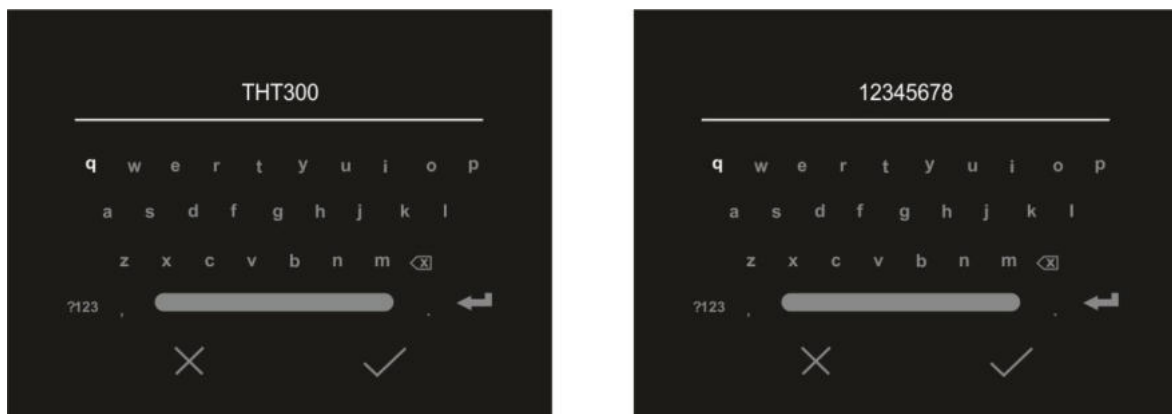 THT300
q w e r t y u i o p
a s d f g h j k l
z x c v b n m x
?123 , .
12345678
q w e r t y u i o p
a s d f g h j k l
z x c v b n m x
?123 , .